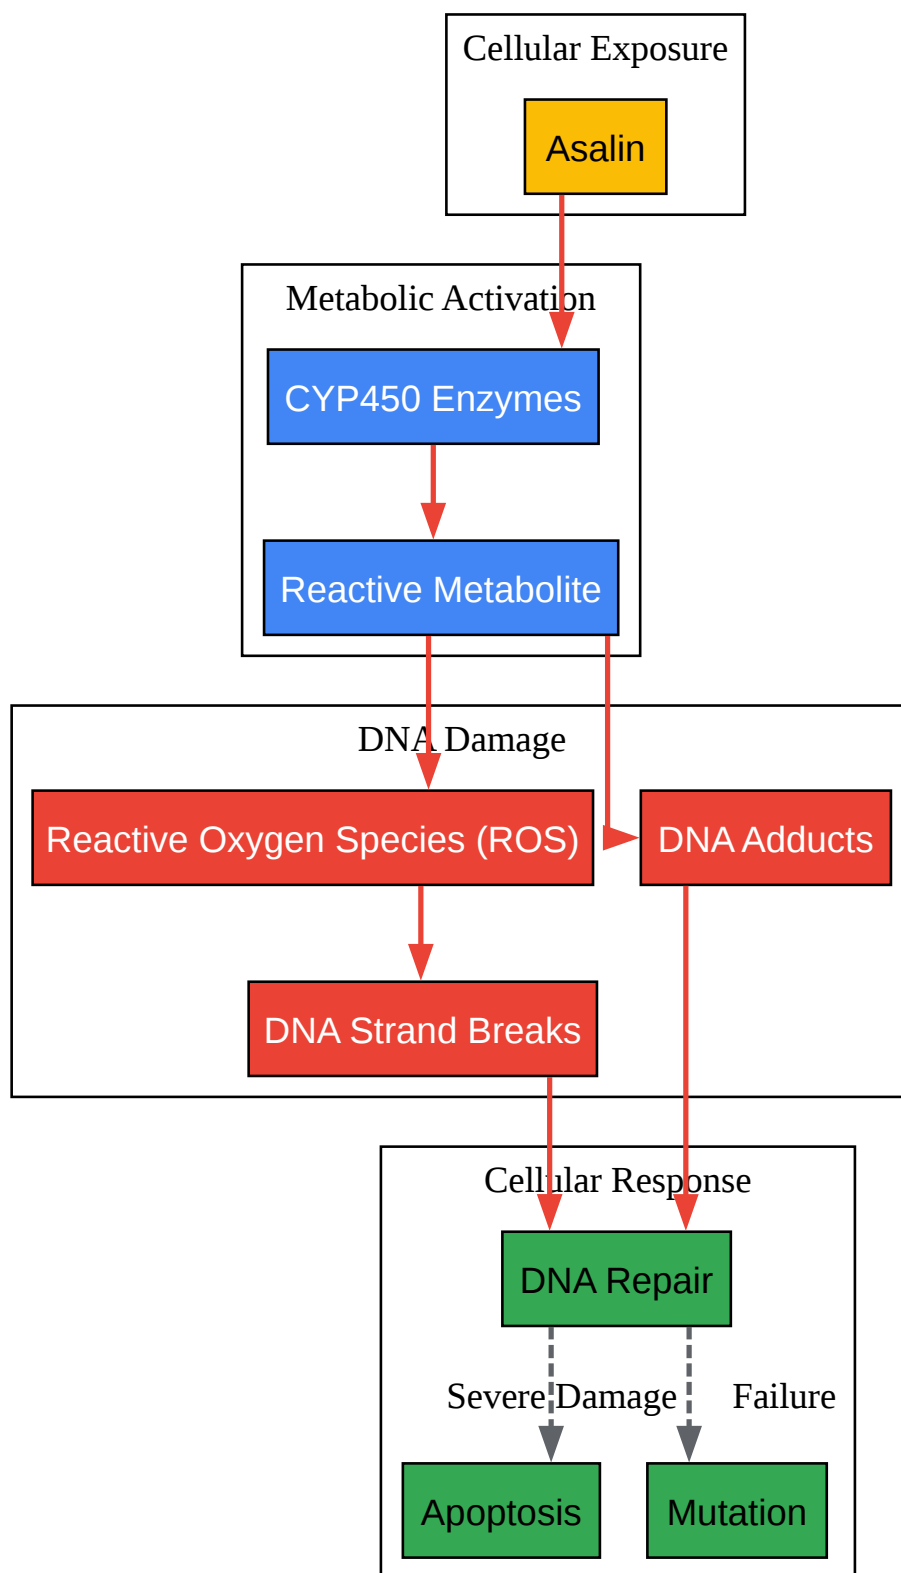 Cellular Exposure
Asalin
Metabolic Activation
CYP450 Enzymes
Reactive Metabolite
DNA Damage
Reactive Oxygen Species (ROS)
DNA Adducts
DNA Strand Breaks
Cellular Response
DNA Repair
Severe Damage
Failure
Apoptosis
Mutation